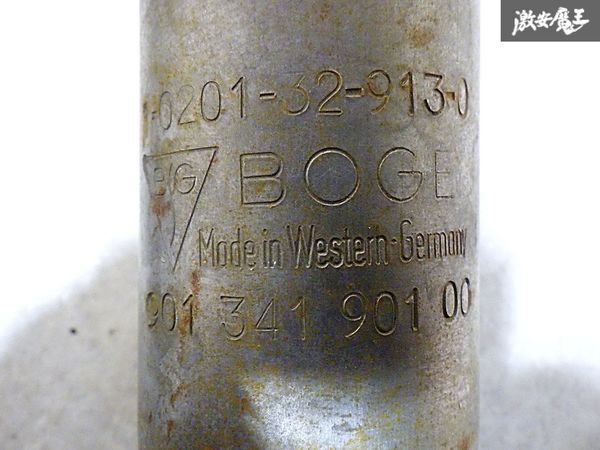 激安魔王
-0201-32-913-0
BOGE
Made in Western-Germany
901 341 901 00